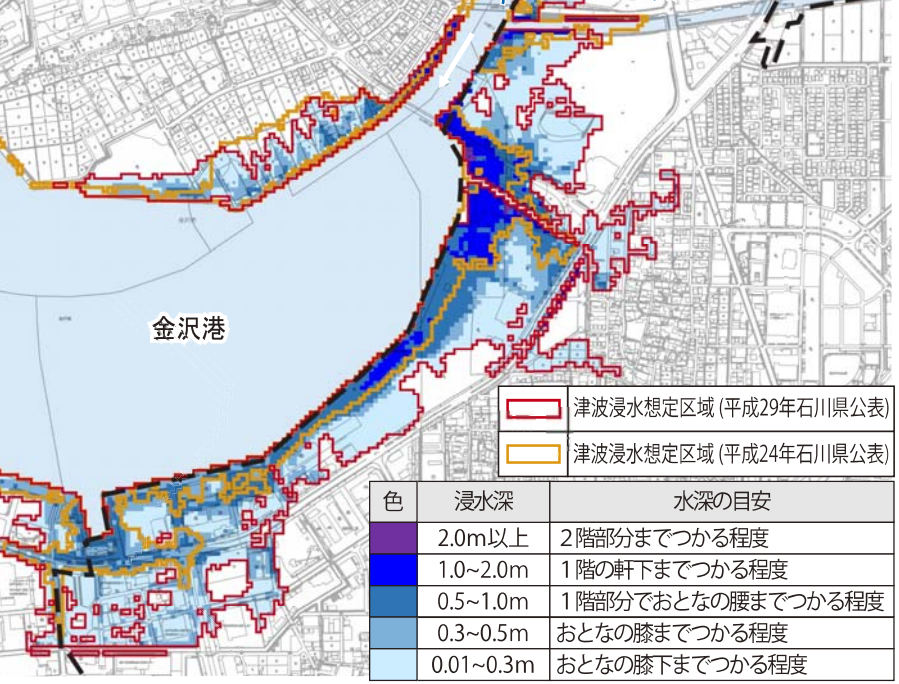 金沢港
津波浸水想定区域 (平成29年石川県公表)
津波浸水想定区域 (平成24年石川県公表)
色 浸水深 水深の目安
2.0m以上 2階部分までつかる程度
1.0~2.0m 1階の軒下までつかる程度
0.5~1.0m 1階部分でおとなの腰までつかる程度
0.3~0.5m おとなの膝までつかる程度
0.01~0.3m おとなの膝下までつかる程度